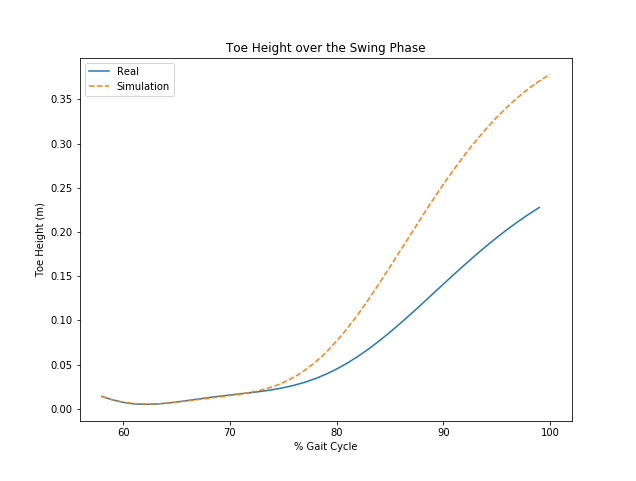 Toe Height over the Swing Phase
Real
Simulation
0.35
0.30
0.25
0.20
0.15
0.10
0.05
0.00
Toe Height (m)
60
70
80
90
100
% Gait Cycle